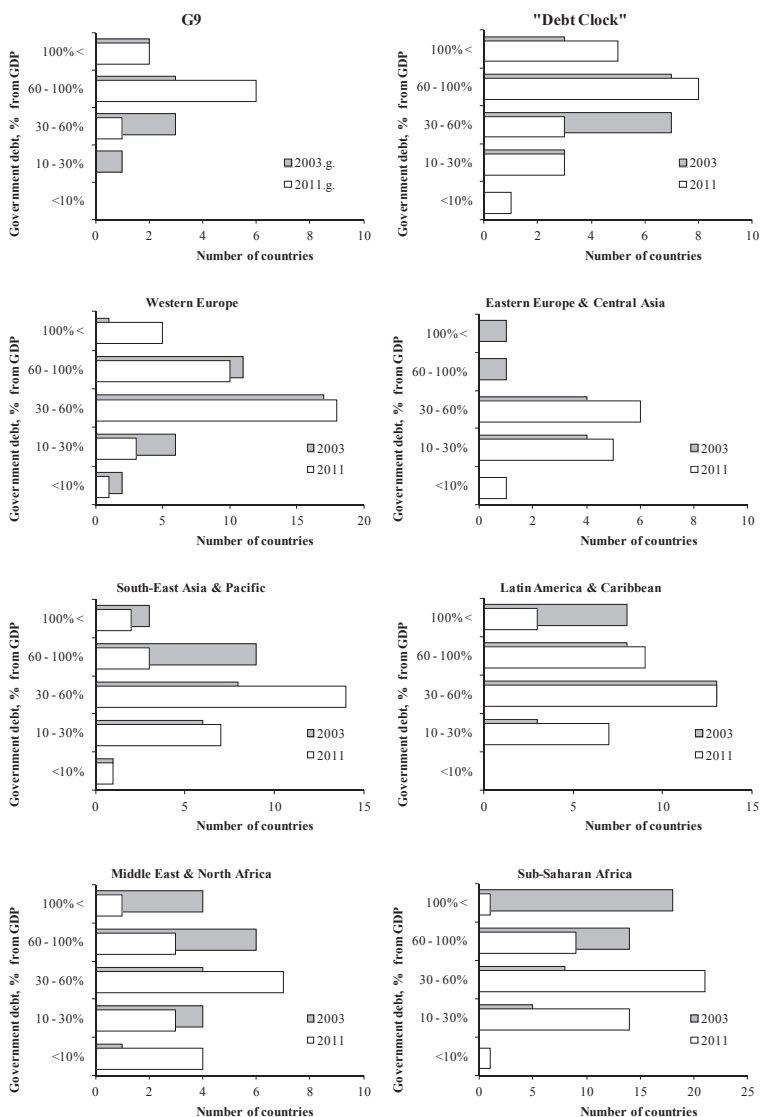 G9
Government debt, % from GDP
100% <
60 - 100%
30 - 60%
10 - 30%
<10%
2003.g.
2011.g.
0 2 4 6 8 10
Number of countries
"Debt Clock"
Government debt, % from GDP
100% <
60 - 100%
30 - 60%
10 - 30%
<10%
2003
2011
0 2 4 6 8 10
Number of countries
Western Europe
Government debt, % from GDP
100% <
60 - 100%
30 - 60%
10 - 30%
<10%
2003
2011
0 5 10 15 20
Number of countries
Eastern Europe & Central Asia
Government debt, % from GDP
100% <
60 - 100%
30 - 60%
10 - 30%
<10%
2003
2011
0 2 4 6 8 10
Number of countries
South-East Asia & Pacific
Government debt, % from GDP
100% <
60 - 100%
30 - 60%
10 - 30%
<10%
2003
2011
0 5 10 15
Number of countries
Latin America & Caribbean
Government debt, % from GDP
100% <
60 - 100%
30 - 60%
10 - 30%
<10%
2003
2011
0 5 10 15
Number of countries
Middle East & North Africa
Government debt, % from GDP
100% <
60 - 100%
30 - 60%
10 - 30%
<10%
2003
2011
0 2 4 6 8 10
Number of countries
Sub-Saharan Africa
Government debt, % from GDP
100% <
60 - 100%
30 - 60%
10 - 30%
<10%
2003
2011
0 5 10 15 20 25
Number of countries